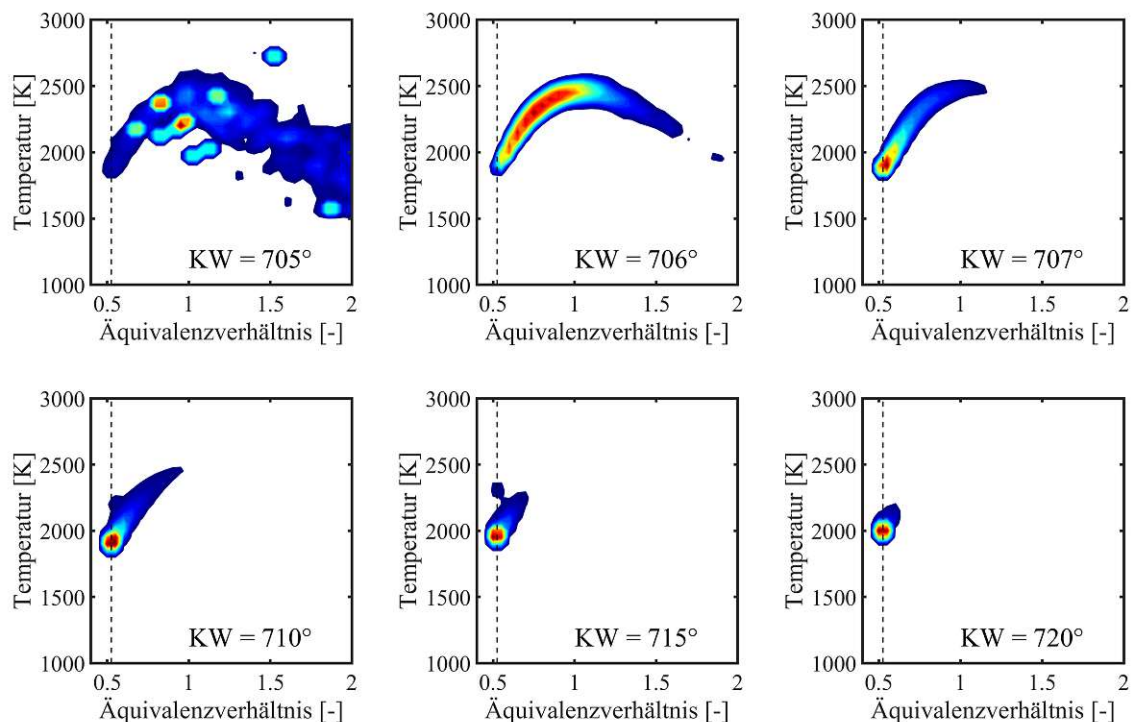 3000
2500
2000
1500
1000
Temperatur [K]
KW = 705°
0.5 1 1.5 2
Äquivalenzverhältnis [-]
3000
2500
2000
1500
1000
Temperatur [K]
KW = 706°
0.5 1 1.5 2
Äquivalenzverhältnis [-]
3000
2500
2000
1500
1000
Temperatur [K]
KW = 707°
0.5 1 1.5 2
Äquivalenzverhältnis [-]
3000
2500
2000
1500
1000
Temperatur [K]
KW = 710°
0.5 1 1.5 2
Äquivalenzverhältnis [-]
3000
2500
2000
1500
1000
Temperatur [K]
KW = 715°
0.5 1 1.5 2
Äquivalenzverhältnis [-]
3000
2500
2000
1500
1000
Temperatur [K]
KW = 720°
0.5 1 1.5 2
Äquivalenzverhältnis [-]